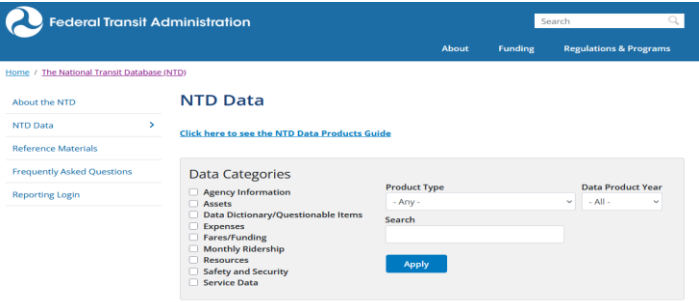 Federal Transit Administration
Search
About Funding Regulations & Programs
Home / The National Transit Database (NTD)
About the NTD
NTD Data
Reference Materials
Frequently Asked Questions
Reporting Login
NTD Data
Click here to see the NTD Data Products Guide
Data Categories
Agency Information
Assets
Data Dictionary/Questionable Items
Expenses
Fares/Funding
Monthly Ridership
Resources
Safety and Security
Service Data
Product Type
- Any -
Data Product Year
- All -
Search
Apply